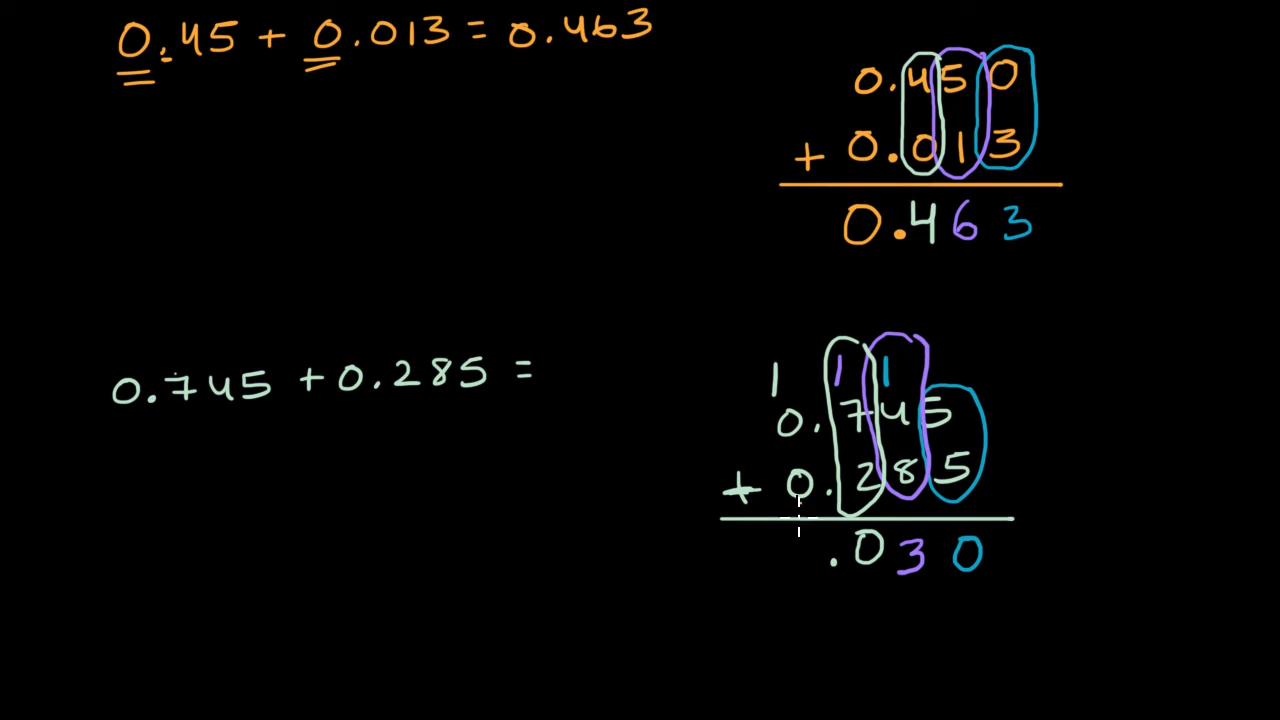 0.45 + 0.013 = 0.463
0.450
+ 0.013
0.463
0.745 + 0.285 =
1 1 1
0.745
+ 0.285
.030